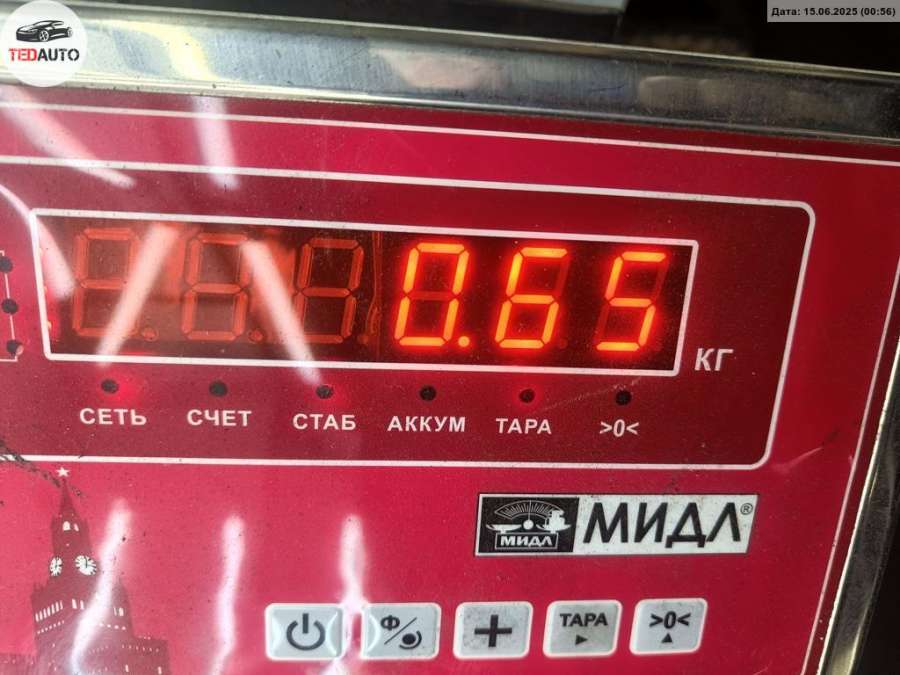 TEDAUTO
Дата: 15.06.2025 (00:56)
0.65
КГ
СЕТЬ СЧЕТ СТАБ АККУМ ТАРА >0<
МИДЛ МИДЛ®
Ф/ + ТАРА >0<